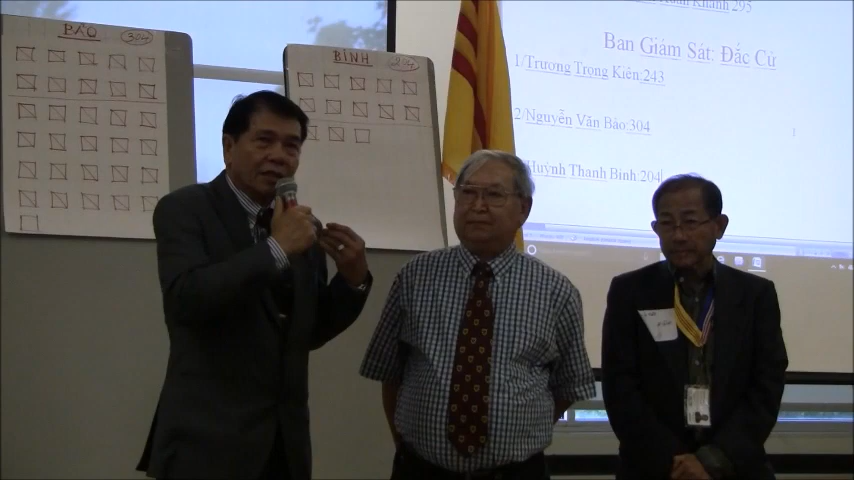 BẢO 304
BÌNH 204
Khánh 295
Ban Giám Sát: Đắc Cử
1/Trương Trọng Kiên:243
2/Nguyễn Văn Bảo:304
Huỳnh Thanh Bình:204